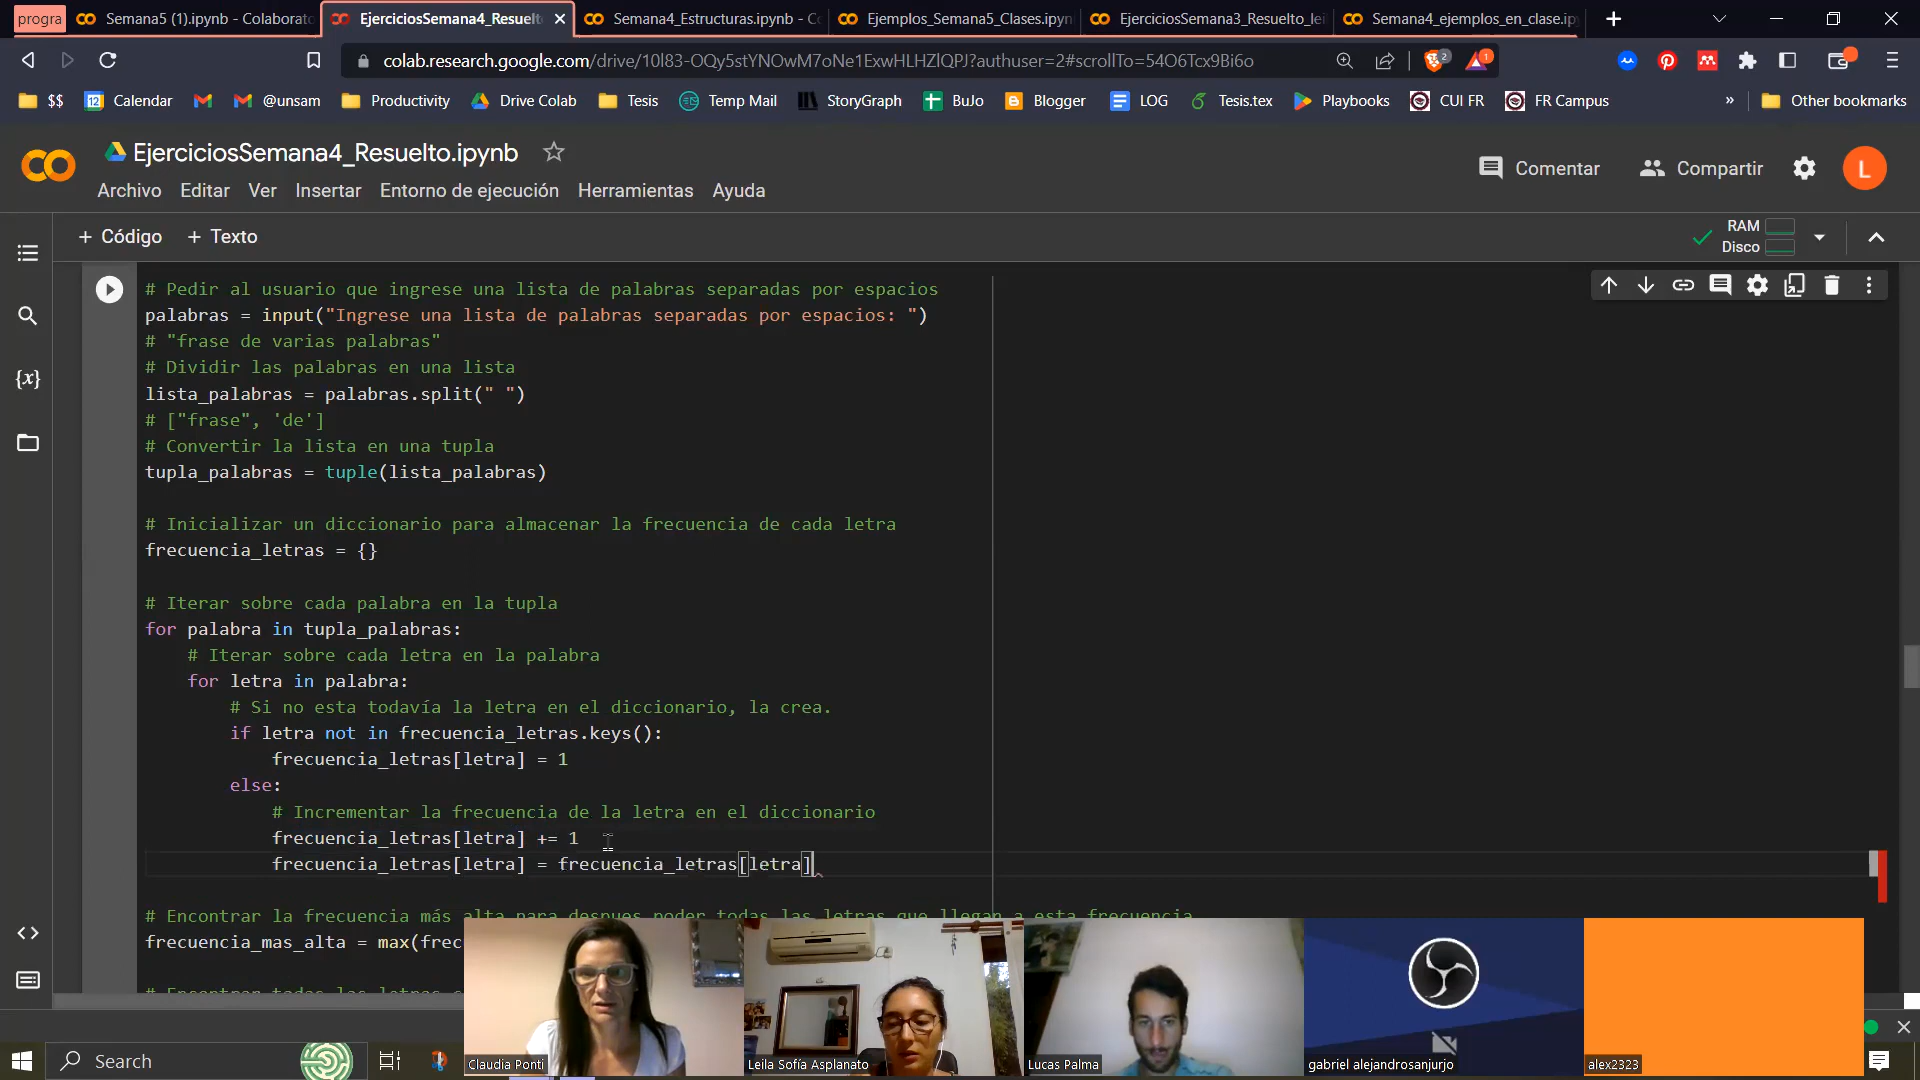 progra
Semana5 (1).ipynb - Colaborato
EjerciciosSemana4_Resuelt
Semana4_Estructuras.ipynb - Co
Ejemplos_Semana5_Clases.ipyn
EjerciciosSemana3_Resuelto_lei
Semana4_ejemplos_en_clase.ip
colab.research.google.com/drive/10l83-OQy5stYNOwM7oNe1ExwHLHZlQPJ?authuser=2#scrollTo=54O6Tcx9Bi6o
2
1
$$
12
Calendar
@unsam
Productivity
Drive Colab
Tesis
Temp Mail
StoryGraph
BuJo
Blogger
LOG
Tesis.tex
Playbooks
CUI FR
FR Campus
»
Other bookmarks
EjerciciosSemana4_Resuelto.ipynb
Comentar
Compartir
L
Archivo
Editar
Ver
Insertar
Entorno de ejecución
Herramientas
Ayuda
+ Código
+ Texto
RAM
Disco
{x}
# Pedir al usuario que ingrese una lista de palabras separadas por espacios
palabras = input("Ingrese una lista de palabras separadas por espacios: ")
# "frase de varias palabras"
# Dividir las palabras en una lista
lista_palabras = palabras.split(" ")
# ["frase", 'de']
# Convertir la lista en una tupla
tupla_palabras = tuple(lista_palabras)
# Inicializar un diccionario para almacenar la frecuencia de cada letra
frecuencia_letras = {}
# Iterar sobre cada palabra en la tupla
for palabra in tupla_palabras:
# Iterar sobre cada letra en la palabra
for letra in palabra:
# Si no esta todavía la letra en el diccionario, la crea.
if letra not in frecuencia_letras.keys():
frecuencia_letras[letra] = 1
else:
# Incrementar la frecuencia de la letra en el diccionario
frecuencia_letras[letra] += 1
frecuencia_letras[letra] = frecuencia_letras[letra]
# Encontrar la frecuencia más alta para despues poder todas las letras que llegan a esta frecuencia
frecuencia_mas_alta = max(frec
# Encontrar todas las letras c
Claudia Ponti
Leila Sofía Asplanato
Lucas Palma
gabriel alejandrosanjurjo
alex2323
Search